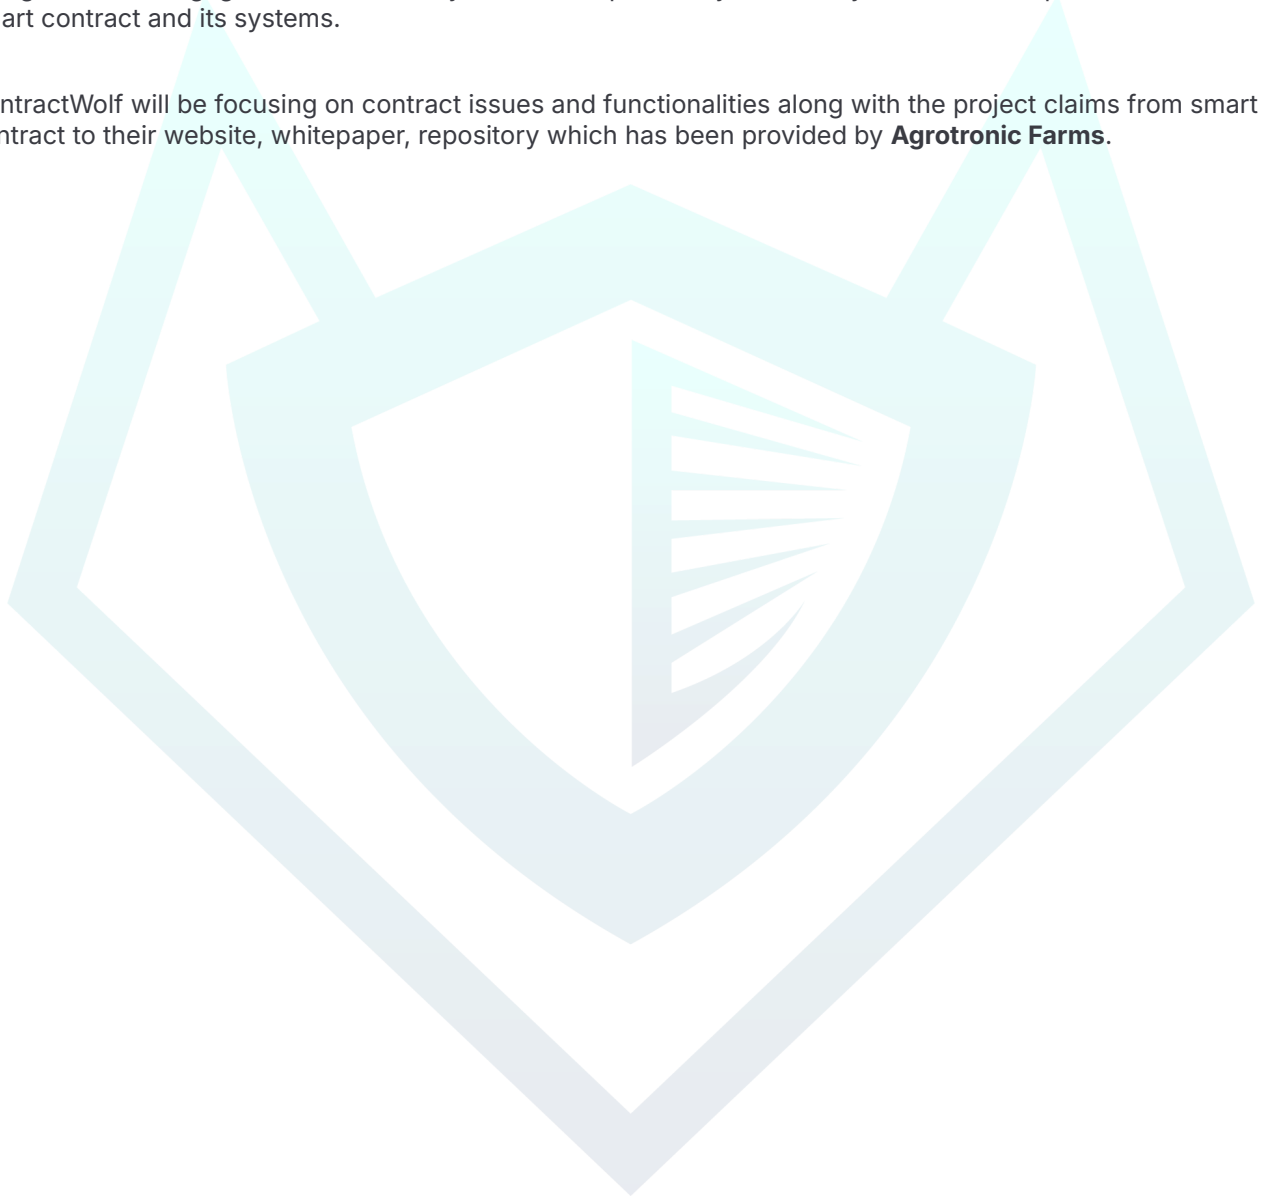 art contract and its systems.
ntractWolf will be focusing on contract issues and functionalities along with the project claims from smart
ntract to their website, whitepaper, repository which has been provided by Agrotronic Farms.